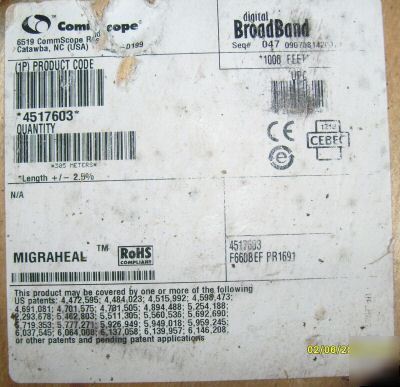 CommScope
6519 CommScope
Catawba, NC (USA)
-D199
digital
BroadBand
Seq# 047
(1P) PRODUCT CODE
*4517603*
QUANTITY
*305 METERS*
*Length +/- 2.5%
*1000 FEET*
UPC
CE
CEBEC
e
N/A
MIGRAHEAL ™
RoHS
COMPLIANT
4517603
F660BEF PR1691
This product may be covered by one or more of the following
US patents: 4,472,595; 4,484,023; 4,515,992; 4,598,473;
4,691,081; 4,701,575; 4,781,505; 4,894,488; 5,254,188;
5,293,678; 5,462,803; 5,511,305; 5,560,536; 5,692,690;
5,719,353; 5,777,271; 5,926,949; 5,949,018; 5,959,245;
6,037,545; 6,064,008; 6,137,058; 6,139,957; 6,146,208;
or other patents and pending patent applications